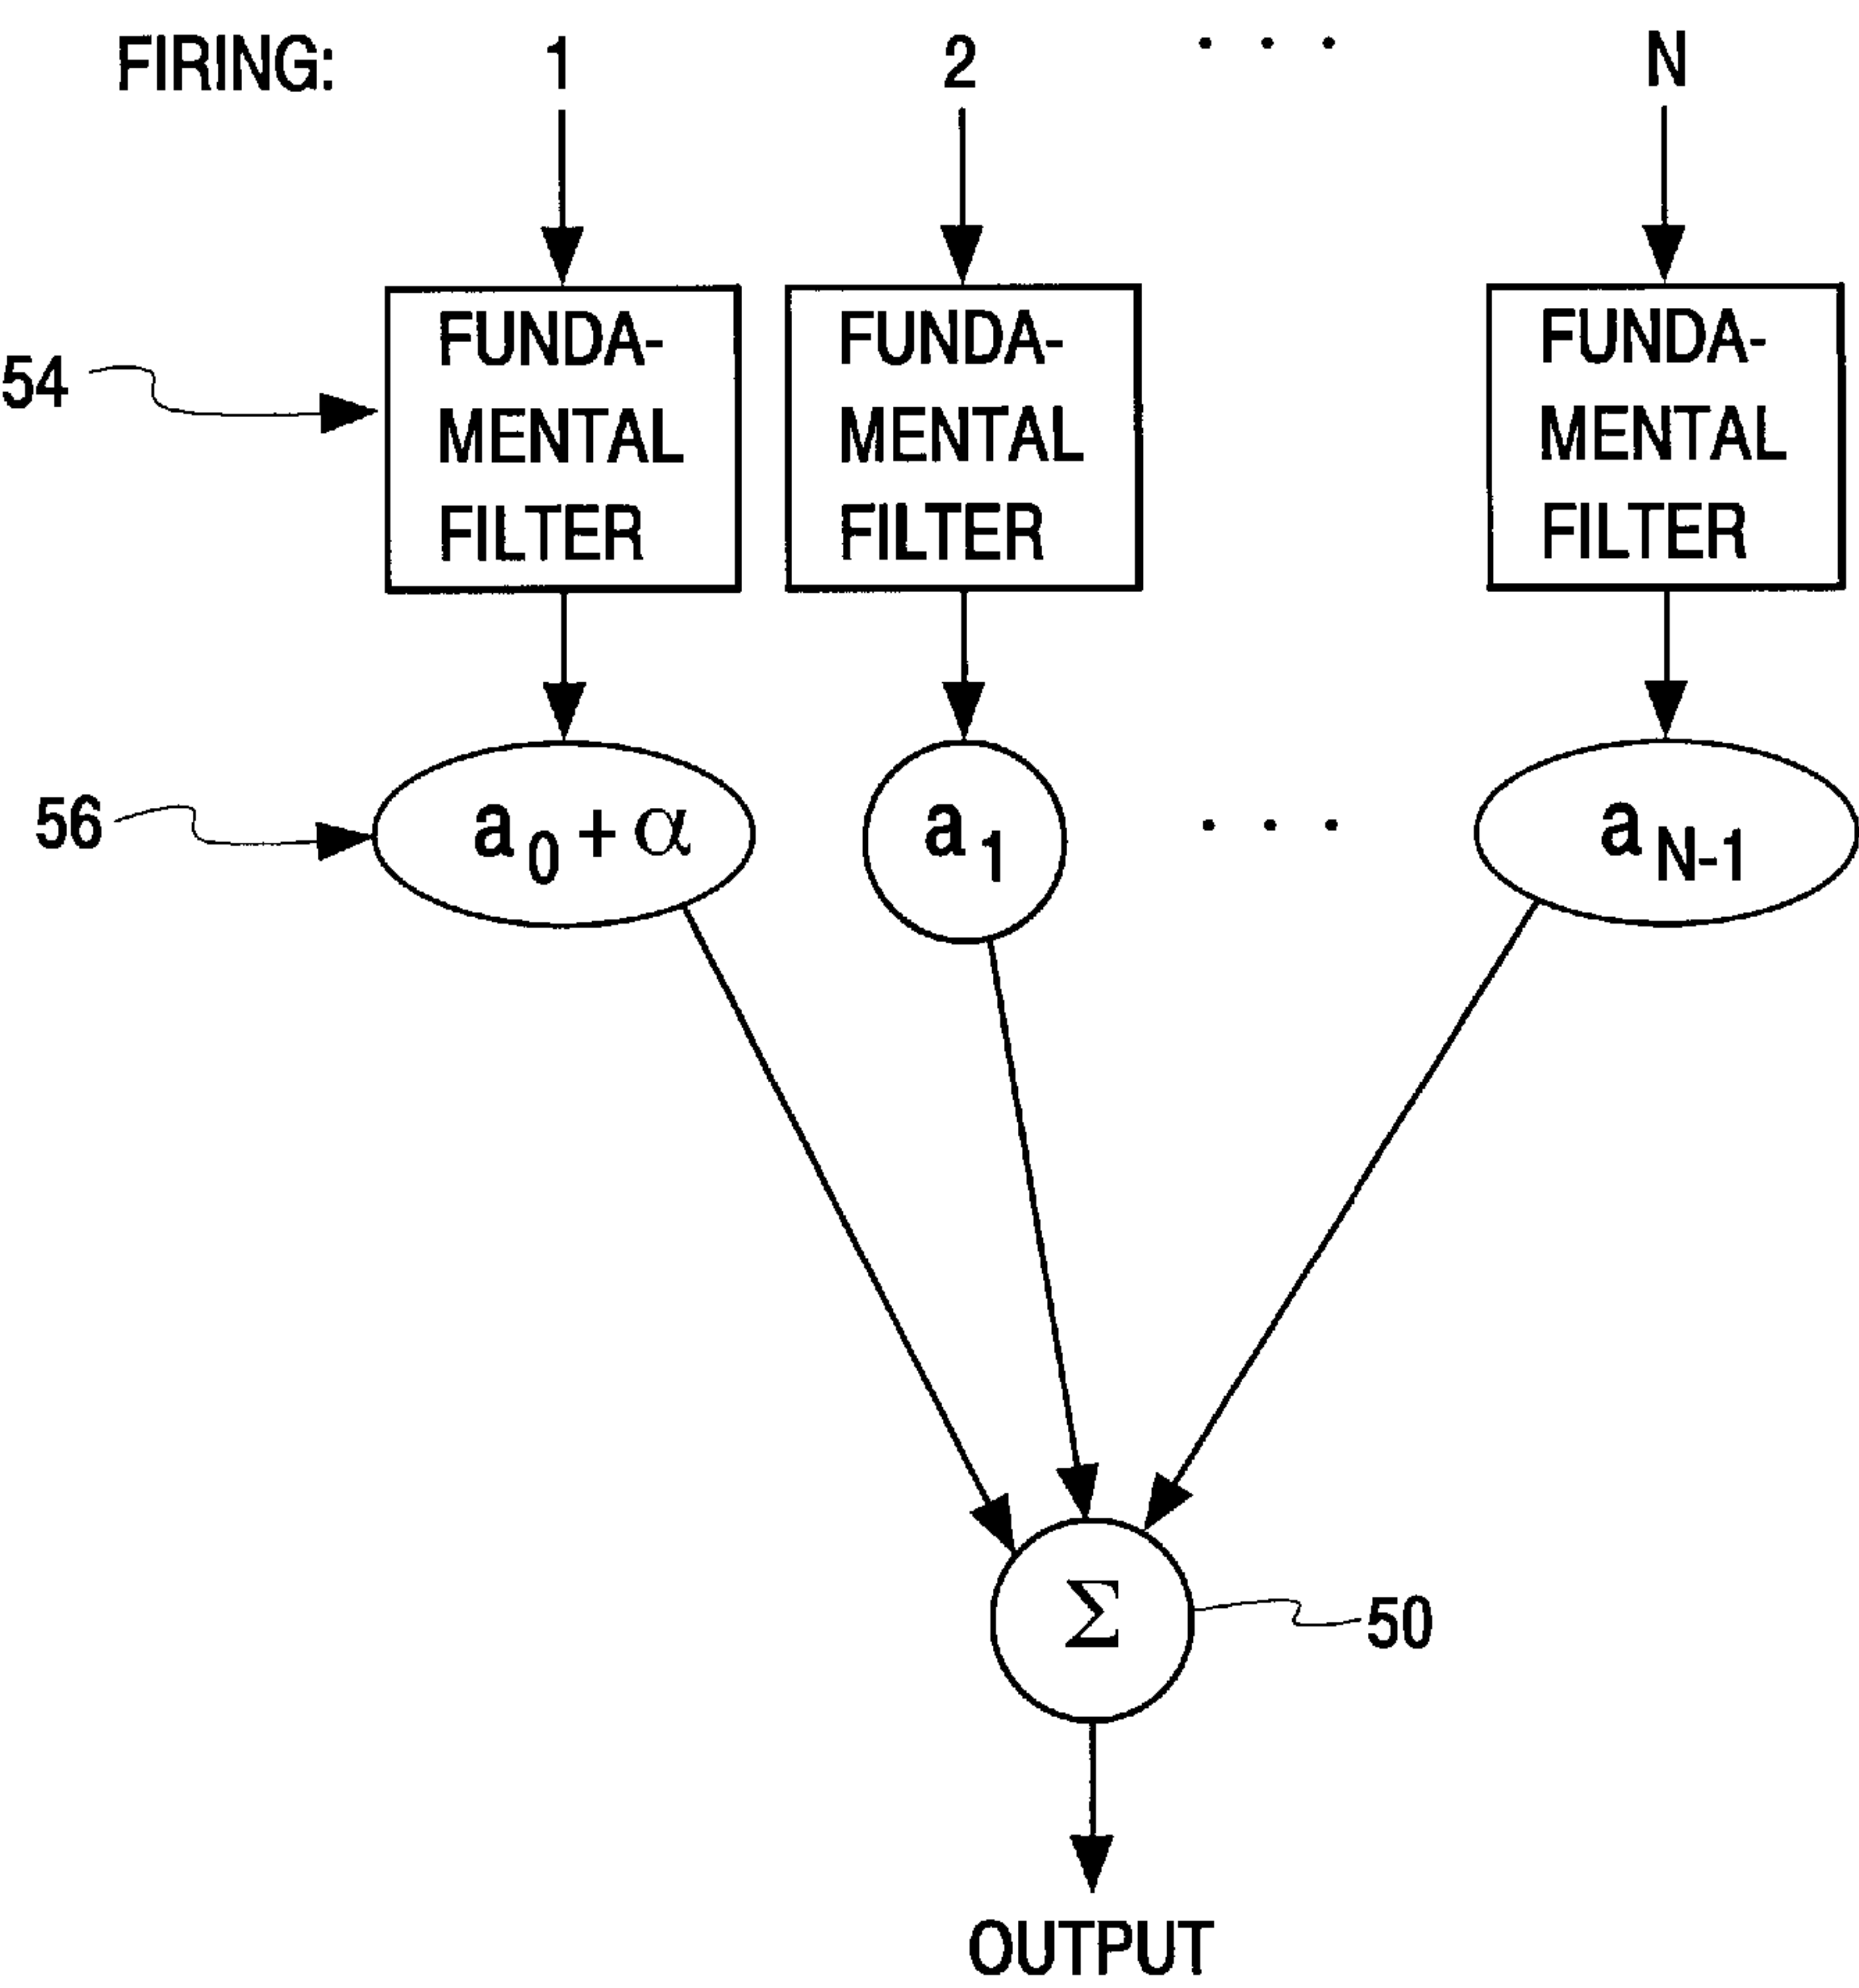 FIRING: 1 2 . . . N
54
FUNDA-
MENTAL
FILTER
FUNDA-
MENTAL
FILTER
FUNDA-
MENTAL
FILTER
56
a0 + α
a1
. . .
aN-1
Σ
50
OUTPUT